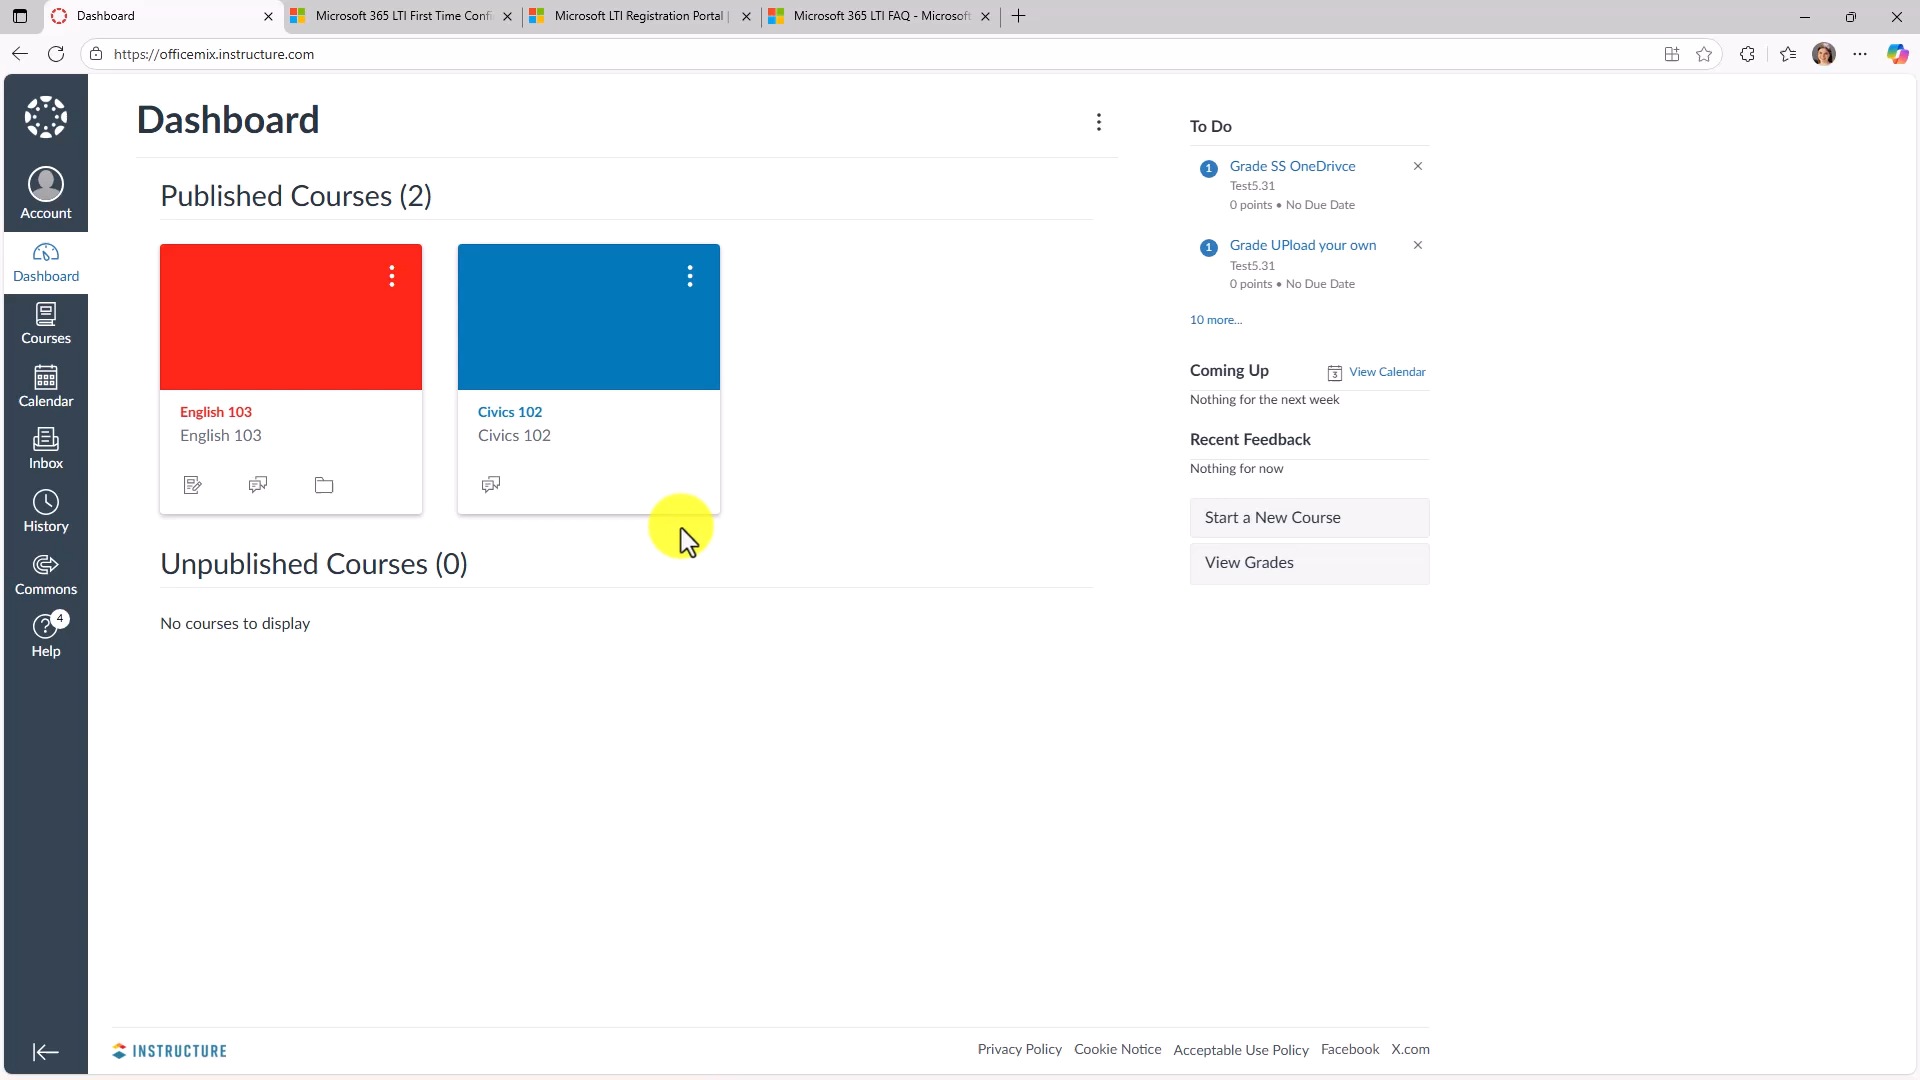 Dashboard
Microsoft 365 LTI First Time Confi
Microsoft LTI Registration Portal |
Microsoft 365 LTI FAQ - Microsoft
https://officemix.instructure.com
Account
Dashboard
Courses
Calendar
Inbox
History
Commons
4
Help
Dashboard
Published Courses (2)
English 103
English 103
Civics 102
Civics 102
Unpublished Courses (0)
No courses to display
To Do
1
Grade SS OneDrivce
Test5.31
0 points • No Due Date
1
Grade UPload your own
Test5.31
0 points • No Due Date
10 more...
Coming Up
3
View Calendar
Nothing for the next week
Recent Feedback
Nothing for now
Start a New Course
View Grades
INSTRUCTURE
Privacy Policy Cookie Notice Acceptable Use Policy Facebook X.com